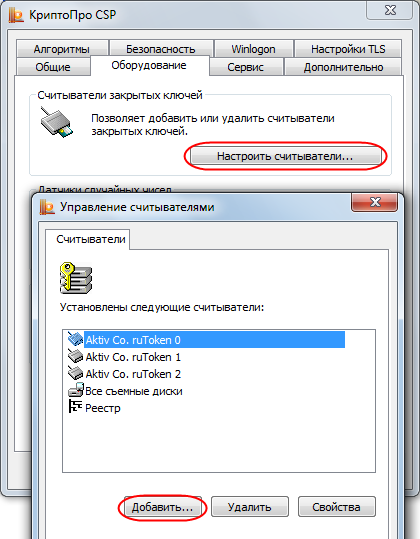 КриптоПро CSP
Алгоритмы Безопасность Winlogon Настройки TLS
Общие Оборудование Сервис Дополнительно
Считыватели закрытых ключей
Позволяет добавить или удалить считыватели
закрытых ключей.
Настроить считыватели...
Датчики случайных чисел
Управление считывателями
Считыватели
Установлены следующие считыватели:
Aktiv Co. ruToken 0
Aktiv Co. ruToken 1
Aktiv Co. ruToken 2
Все съемные диски
Реестр
Добавить... Удалить Свойства